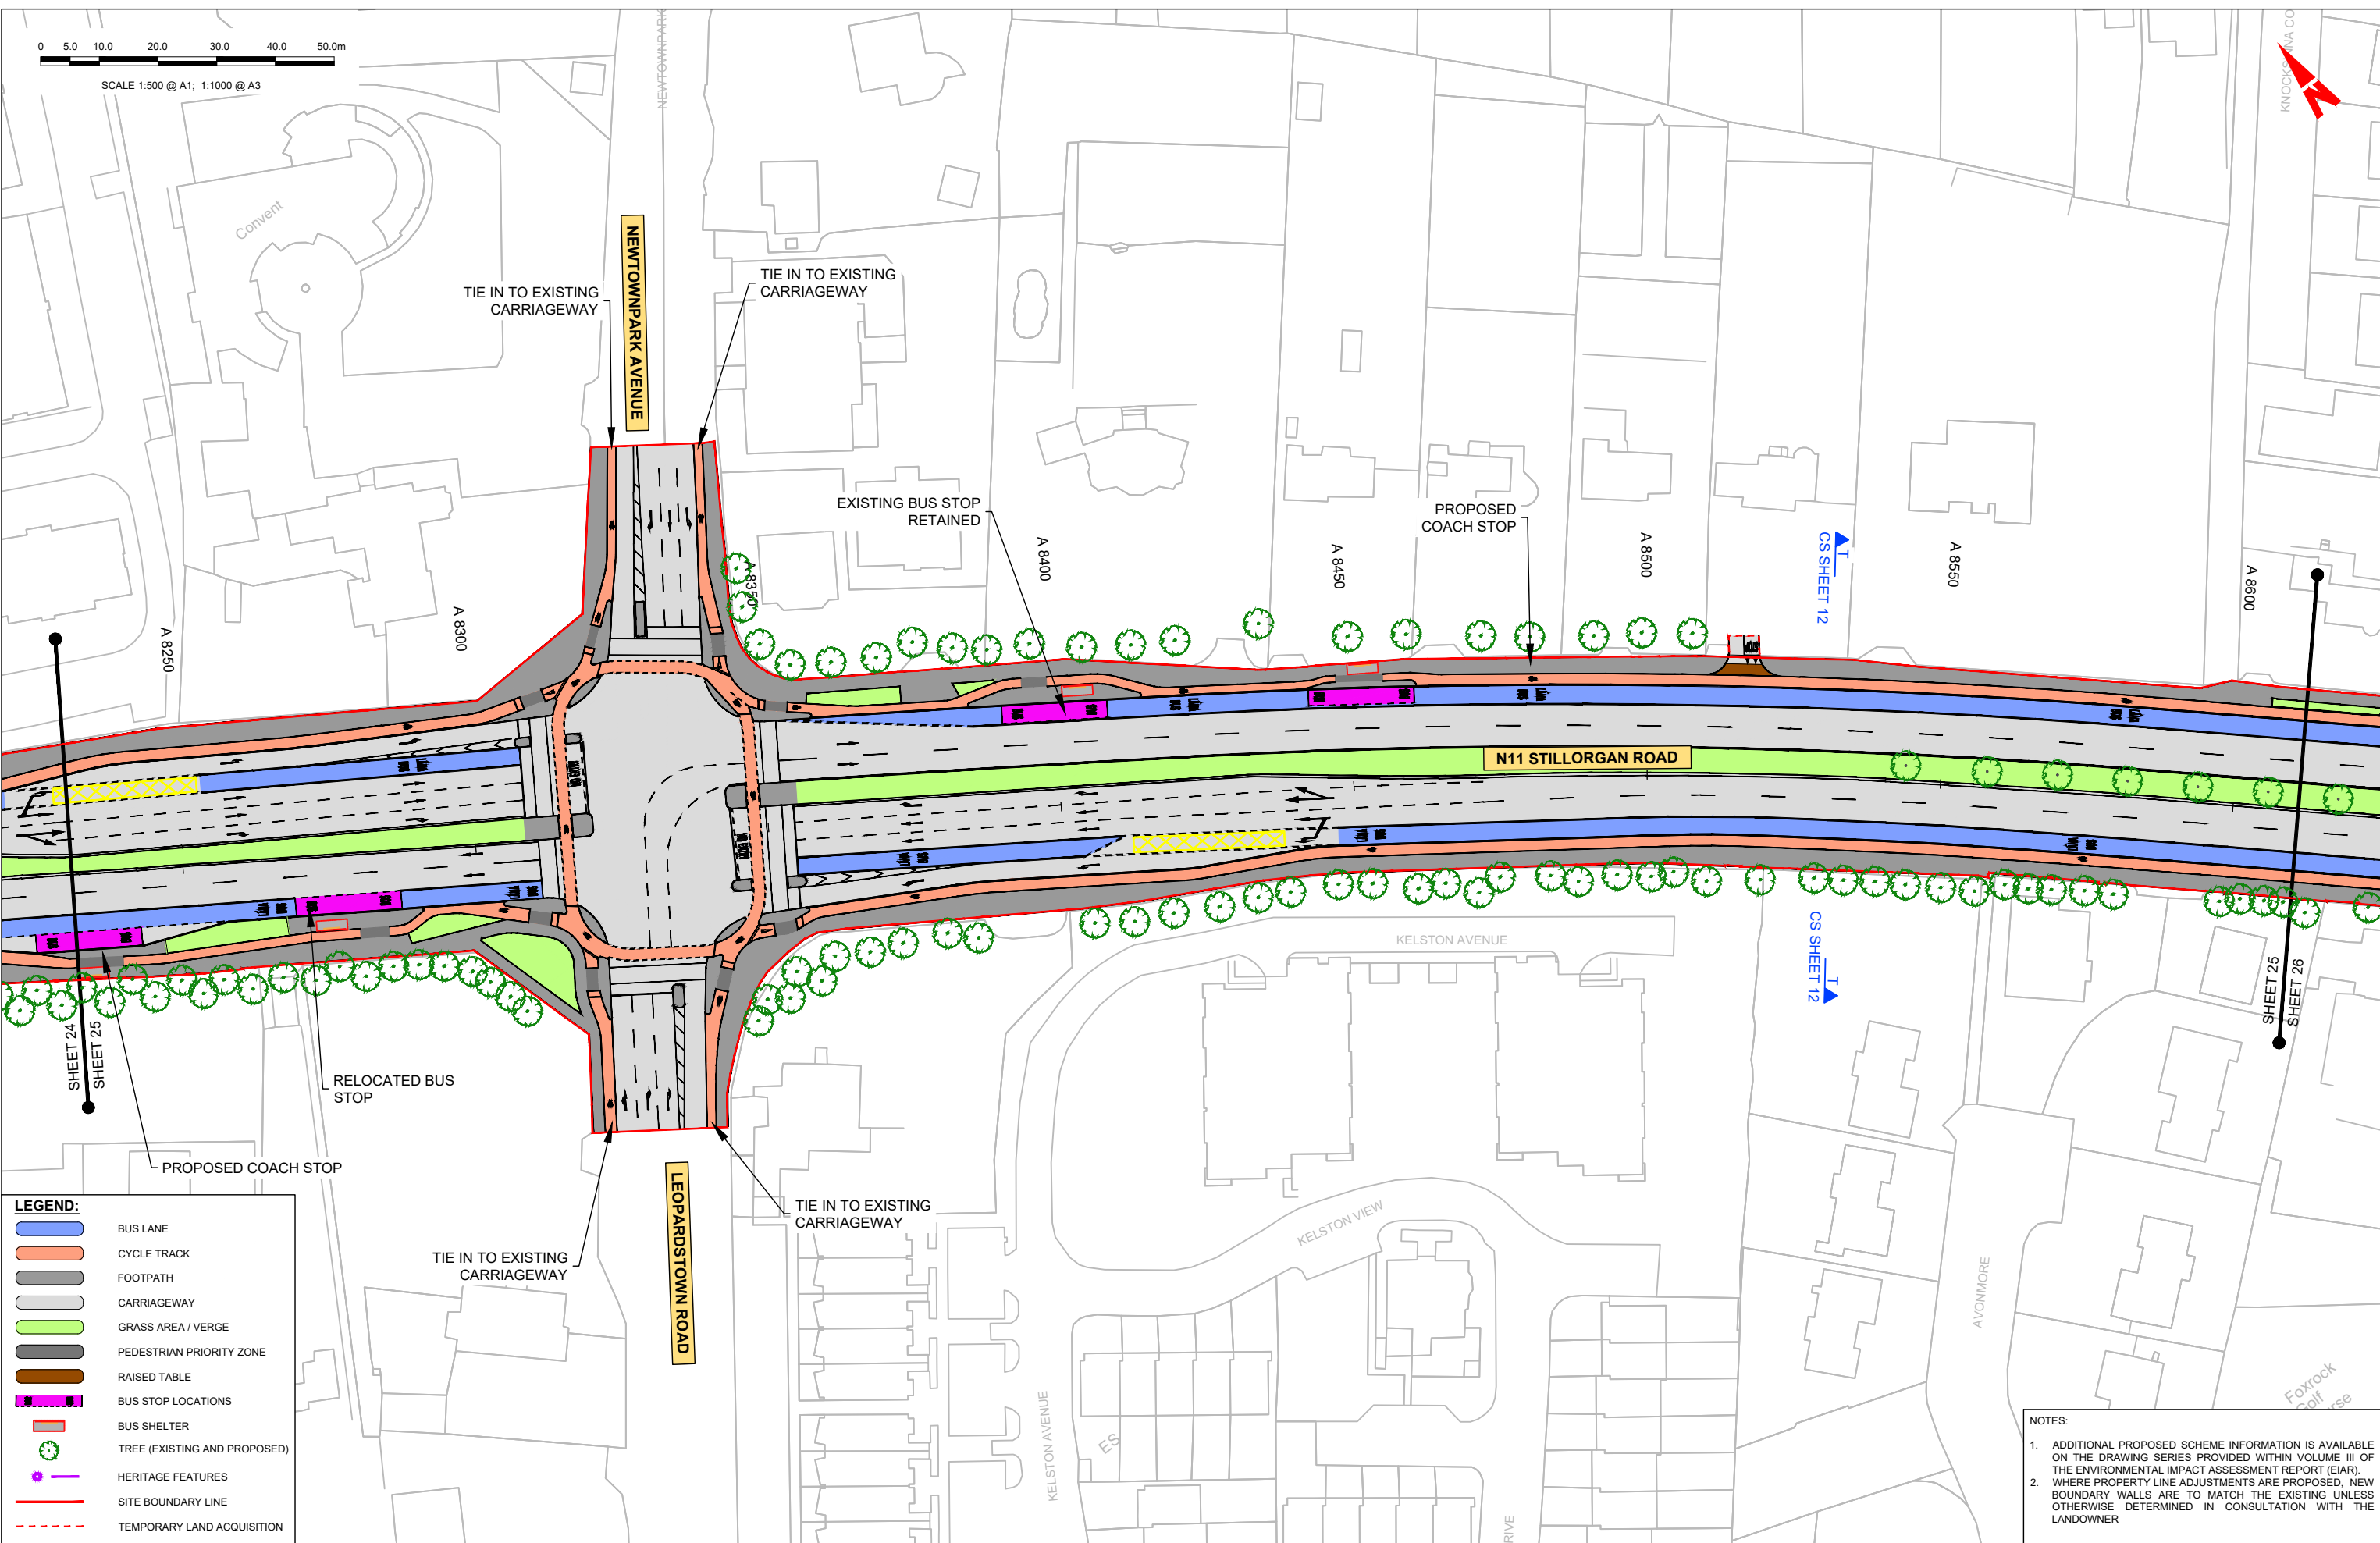 0 5.0 10.0 20.0 30.0 40.0 50.0m
SCALE 1:500 @ A1; 1:1000 @ A3
NEWTOWNPARK
Convent
NEWTOWNPARK AVENUE
TIE IN TO EXISTING
CARRIAGEWAY
TIE IN TO EXISTING
CARRIAGEWAY
EXISTING BUS STOP
RETAINED
PROPOSED
COACH STOP
A 8250
A 8300
A 8350
A 8400
A 8450
A 8500
A 8550
A 8600
T
CS SHEET 12
N11 STILLORGAN ROAD
KELSTON AVENUE
T
CS SHEET 12
SHEET 24
SHEET 25
SHEET 25
SHEET 26
RELOCATED BUS
STOP
PROPOSED COACH STOP
TIE IN TO EXISTING
CARRIAGEWAY
TIE IN TO EXISTING
CARRIAGEWAY
LEOPARDSTOWN ROAD
KELSTON VIEW
KELSTON AVENUE
ES
AVONMORE
Foxrock
LEGEND:
BUS LANE
CYCLE TRACK
FOOTPATH
CARRIAGEWAY
GRASS AREA / VERGE
PEDESTRIAN PRIORITY ZONE
RAISED TABLE
BUS STOP LOCATIONS
BUS SHELTER
TREE (EXISTING AND PROPOSED)
HERITAGE FEATURES
SITE BOUNDARY LINE
TEMPORARY LAND ACQUISITION
NOTES:
1. ADDITIONAL PROPOSED SCHEME INFORMATION IS AVAILABLE
ON THE DRAWING SERIES PROVIDED WITHIN VOLUME III OF
THE ENVIRONMENTAL IMPACT ASSESSMENT REPORT (EIAR).
2. WHERE PROPERTY LINE ADJUSTMENTS ARE PROPOSED, NEW
BOUNDARY WALLS ARE TO MATCH THE EXISTING UNLESS
OTHERWISE DETERMINED IN CONSULTATION WITH THE
LANDOWNER